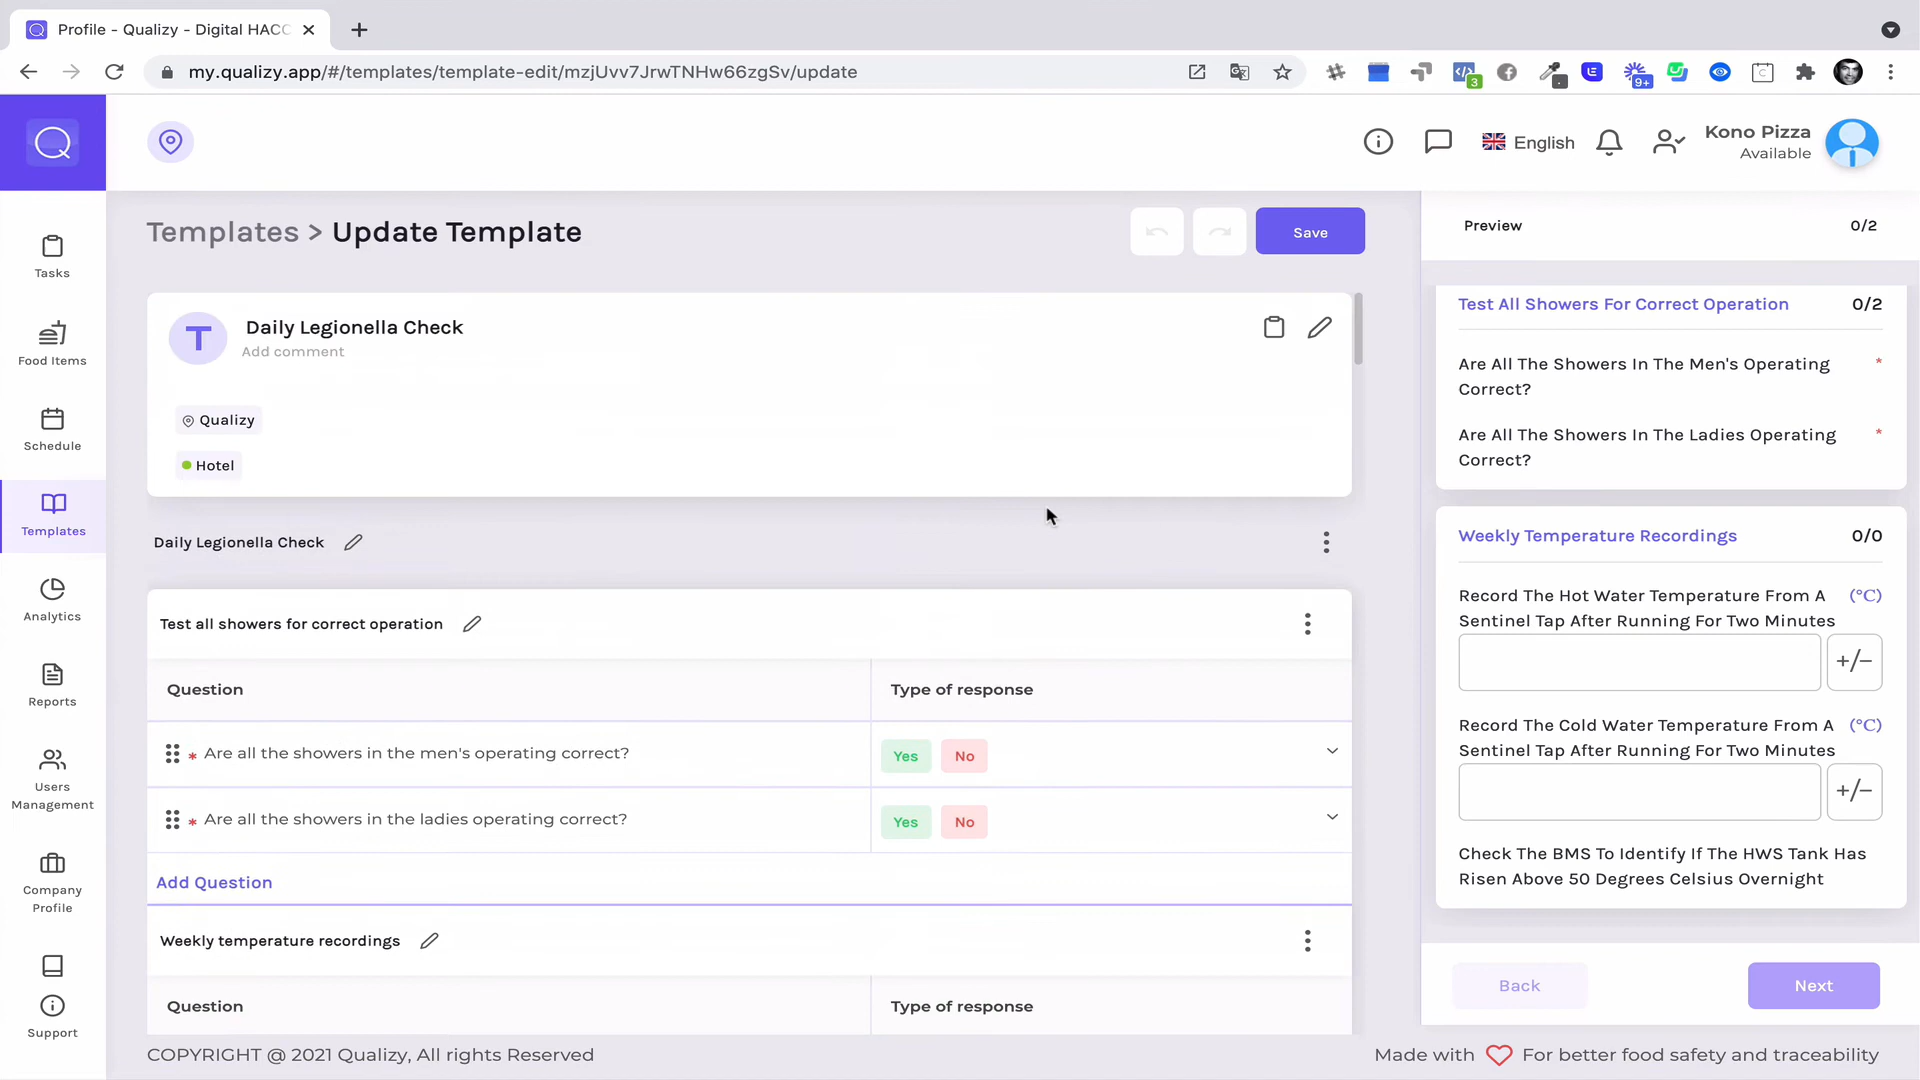 Profile - Qualizy - Digital HACC
my.qualizy.app/#/templates/template-edit/mzjUvv7JrwTNHw66zgSv/update
3
9+
English
Kono Pizza
Available
Tasks
Food Items
Schedule
Templates
Analytics
Reports
Users
Management
Company
Profile
Support
Templates > Update Template
Save
T
Daily Legionella Check
Add comment
Qualizy
Hotel
Daily Legionella Check
Test all showers for correct operation
Question
Type of response
* Are all the showers in the men's operating correct?
Yes No
* Are all the showers in the ladies operating correct?
Yes No
Add Question
Weekly temperature recordings
Question
Type of response
Preview 0/2
Test All Showers For Correct Operation 0/2
Are All The Showers In The Men's Operating *
Correct?
Are All The Showers In The Ladies Operating *
Correct?
Weekly Temperature Recordings 0/0
Record The Hot Water Temperature From A (°C)
Sentinel Tap After Running For Two Minutes
+/-
Record The Cold Water Temperature From A (°C)
Sentinel Tap After Running For Two Minutes
+/-
Check The BMS To Identify If The HWS Tank Has
Risen Above 50 Degrees Celsius Overnight
Back Next
COPYRIGHT @ 2021 Qualizy, All rights Reserved
Made with For better food safety and traceability